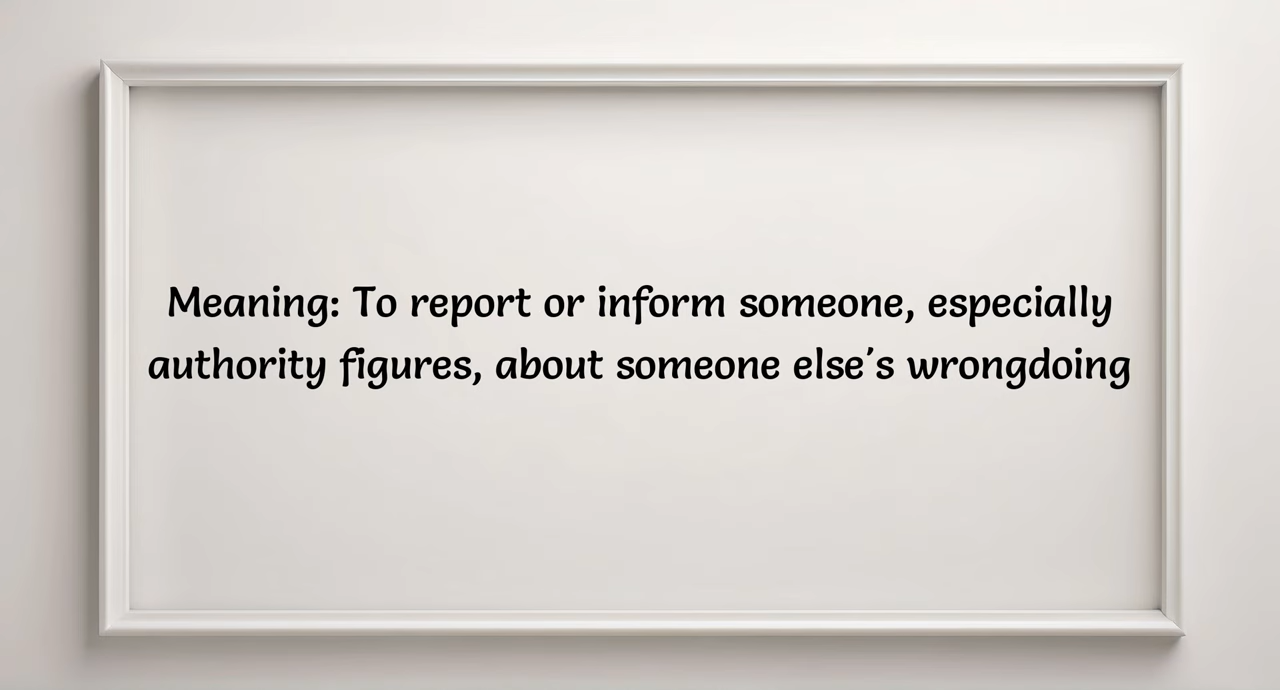 Meaning: To report or inform someone, especially
authority figures, about someone else's wrongdoing